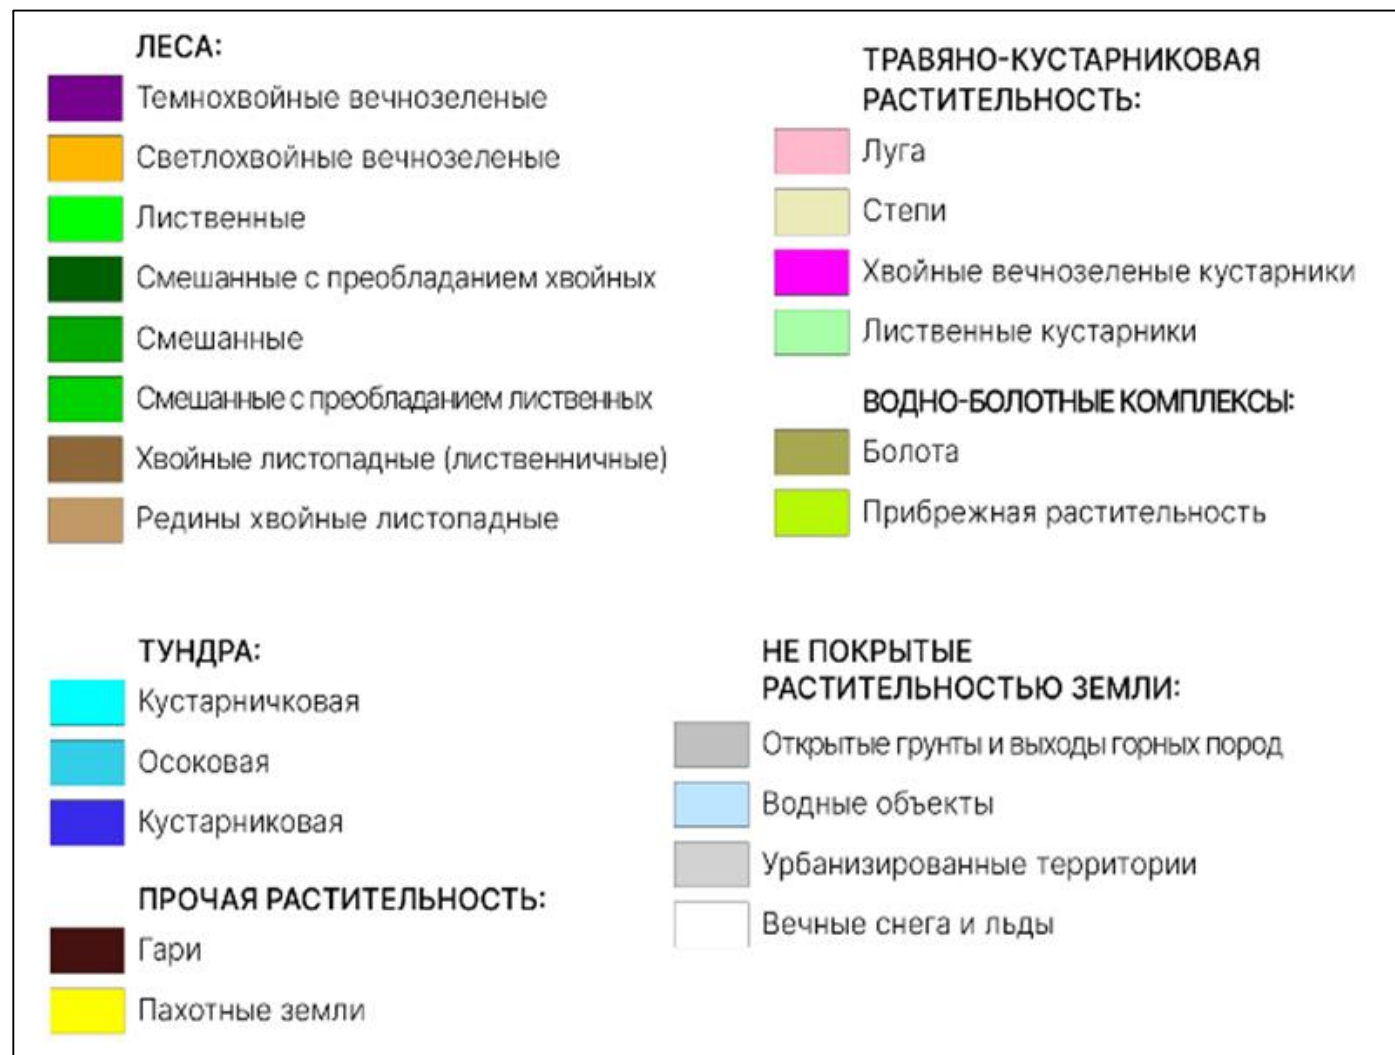 ЛЕСА:
Темнохвойные вечнозеленые
Светлохвойные вечнозеленые
Лиственные
Смешанные с преобладанием хвойных
Смешанные
Смешанные с преобладанием лиственных
Хвойные листопадные (лиственничные)
Редины хвойные листопадные
ТРАВЯНО-КУСТАРНИКОВАЯ
РАСТИТЕЛЬНОСТЬ:
Луга
Степи
Хвойные вечнозеленые кустарники
Лиственные кустарники
ВОДНО-БОЛОТНЫЕ КОМПЛЕКСЫ:
Болота
Прибрежная растительность
ТУНДРА:
Кустарничковая
Осоковая
Кустарниковая
ПРОЧАЯ РАСТИТЕЛЬНОСТЬ:
Гари
Пахотные земли
НЕ ПОКРЫТЫЕ
РАСТИТЕЛЬНОСТЬЮ ЗЕМЛИ:
Открытые грунты и выходы горных пород
Водные объекты
Урбанизированные территории
Вечные снега и льды